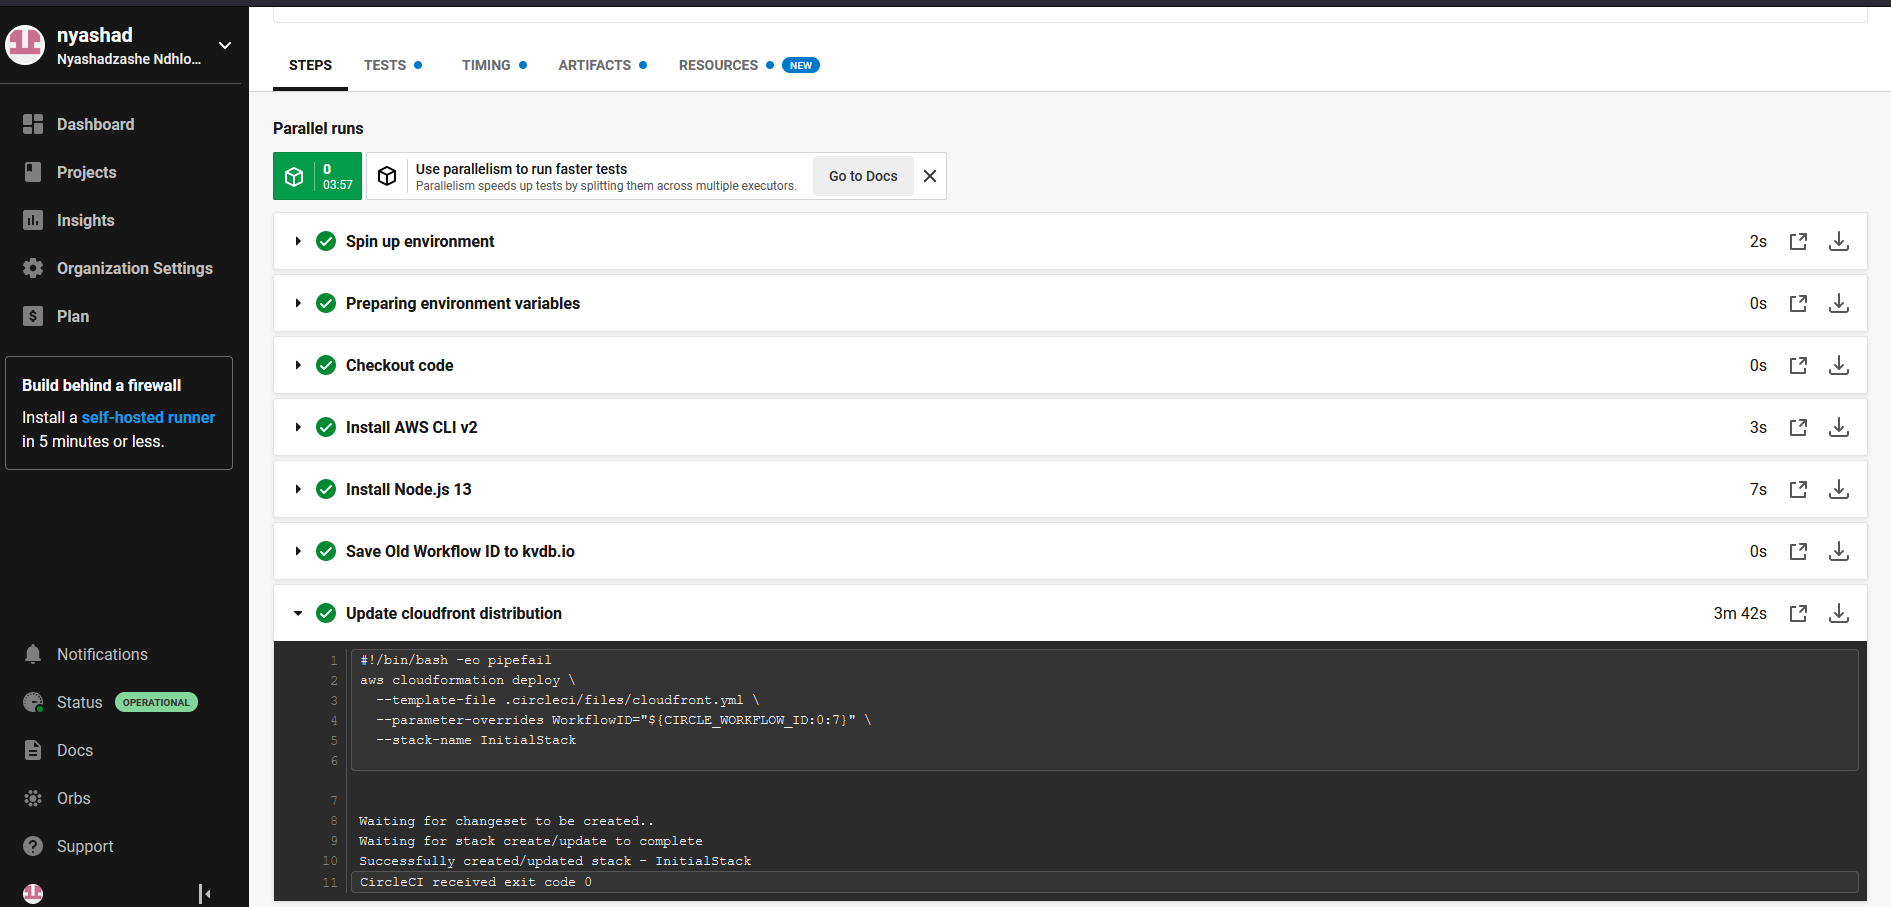 nyashad
Nyashadzashe Ndhlo...
Dashboard
Projects
Insights
Organization Settings
Plan
Build behind a firewall
Install a self-hosted runner
in 5 minutes or less.
Notifications
Status OPERATIONAL
Docs
Orbs
Support
STEPS TESTS TIMING ARTIFACTS RESOURCES NEW
Parallel runs
0
03:57
Use parallelism to run faster tests
Parallelism speeds up tests by splitting them across multiple executors.
Go to Docs
Spin up environment 2s
Preparing environment variables 0s
Checkout code 0s
Install AWS CLI v2 3s
Install Node.js 13 7s
Save Old Workflow ID to kvdb.io 0s
Update cloudfront distribution 3m 42s
1 #!/bin/bash -eo pipefail
2 aws cloudformation deploy \
3 --template-file .circleci/files/cloudfront.yml \
4 --parameter-overrides WorkflowID="${CIRCLE_WORKFLOW_ID:0:7}" \
5 --stack-name InitialStack
6
7
8 Waiting for changeset to be created..
9 Waiting for stack create/update to complete
10 Successfully created/updated stack - InitialStack
11 CircleCI received exit code 0